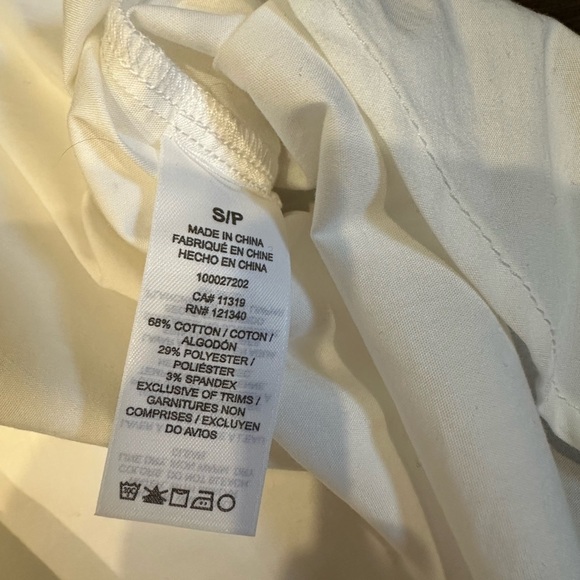 S/P
MADE IN CHINA
FABRIQUÉ EN CHINE
HECHO EN CHINA
100027202
CA# 11319
RN# 121340
68% COTTON / COTON /
ALGODÓN
29% POLYESTER /
POLIÉSTER
3% SPANDEX
EXCLUSIVE OF TRIMS /
GARNITURES NON
COMPRISES / EXCLUYEN
DO AVIOS